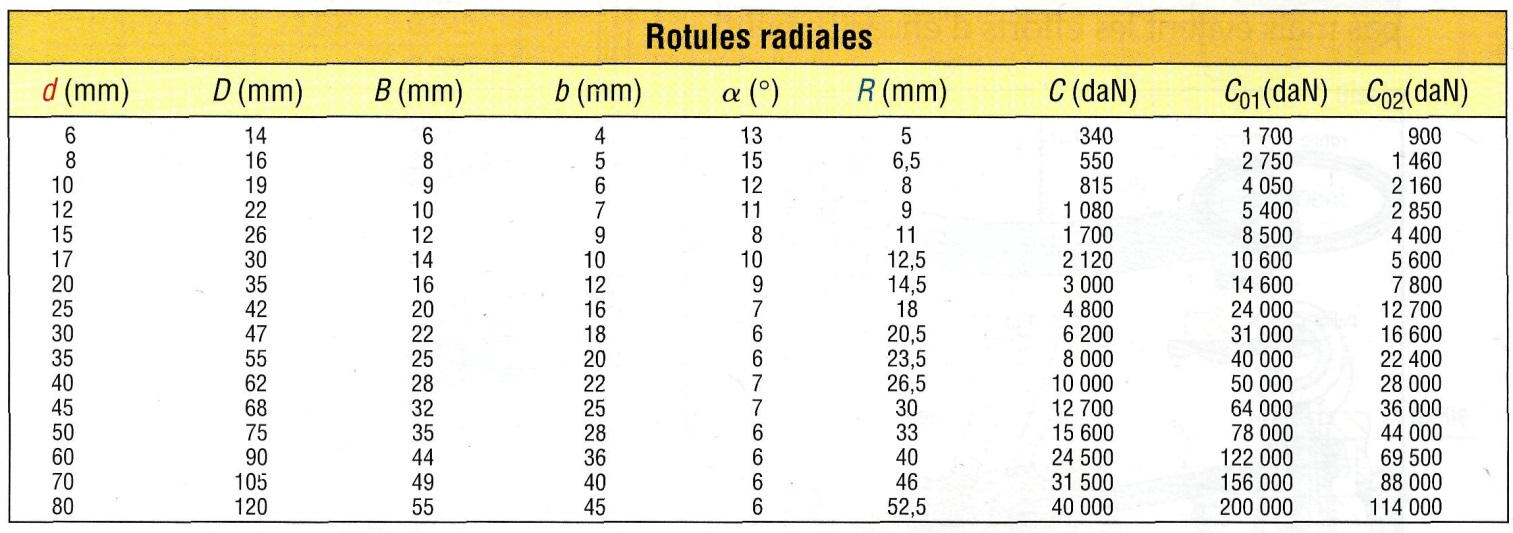 Rotules radiales
d (mm) D (mm) B (mm) b (mm) α (°) R (mm) C (daN) C01(daN) C02(daN)
6 14 6 4 13 5 340 1 700 900
8 16 8 5 15 6,5 550 2 750 1 460
10 19 9 6 12 8 815 4 050 2 160
12 22 10 7 11 9 1 080 5 400 2 850
15 26 12 9 8 11 1 700 8 500 4 400
17 30 14 10 10 12,5 2 120 10 600 5 600
20 35 16 12 9 14,5 3 000 14 600 7 800
25 42 20 16 7 18 4 800 24 000 12 700
30 47 22 18 6 20,5 6 200 31 000 16 600
35 55 25 20 6 23,5 8 000 40 000 22 400
40 62 28 22 7 26,5 10 000 50 000 28 000
45 68 32 25 7 30 12 700 64 000 36 000
50 75 35 28 6 33 15 600 78 000 44 000
60 90 44 36 6 40 24 500 122 000 69 500
70 105 49 40 6 46 31 500 156 000 88 000
80 120 55 45 6 52,5 40 000 200 000 114 000